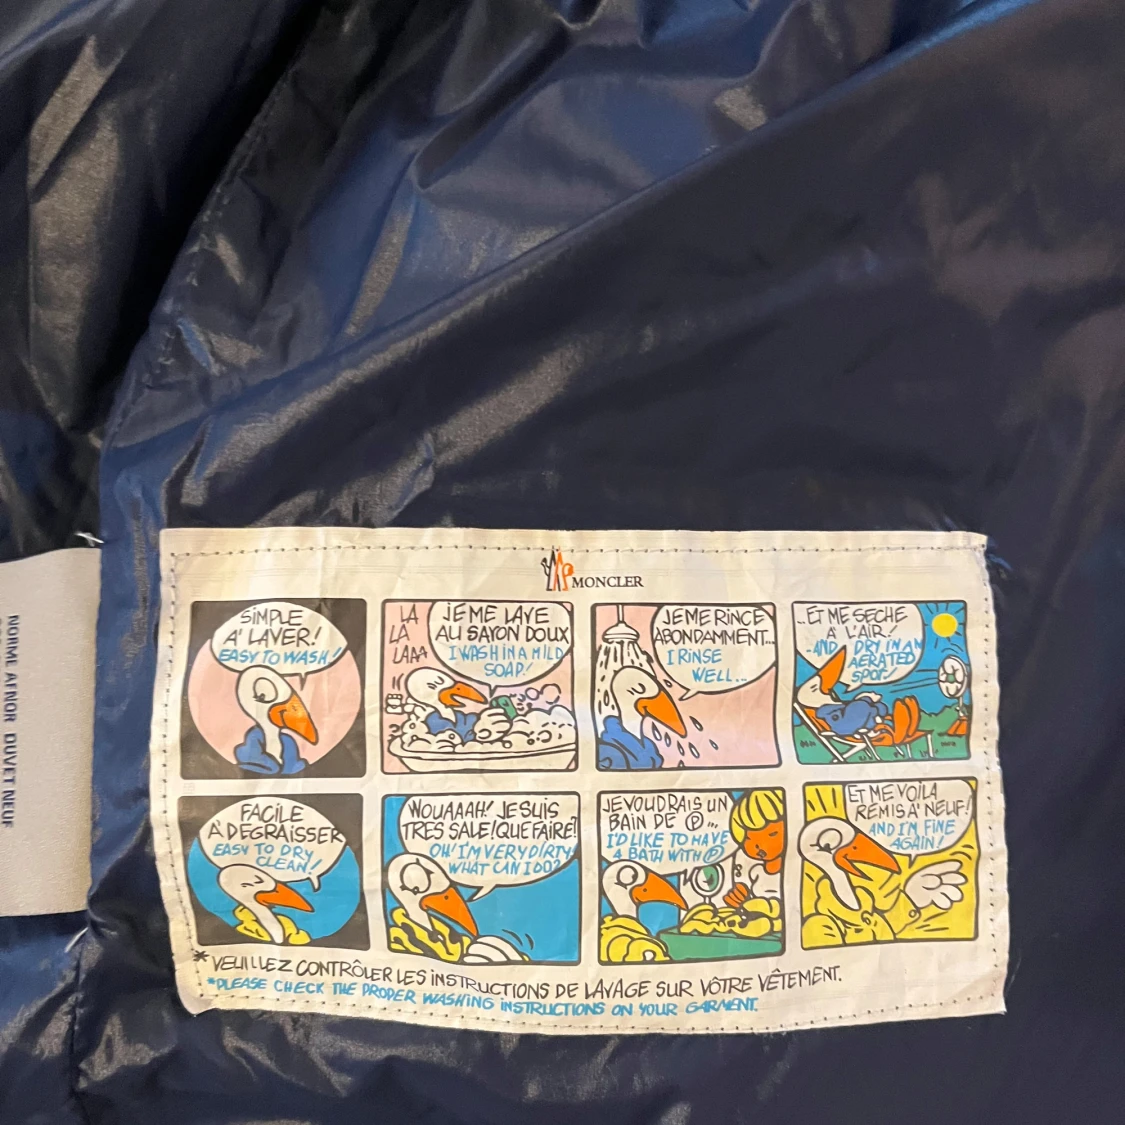 MONCLER
SIMPLE
A' LAVER!
EASY TO WASH!
LA
LA
LAAA
JE ME LAVE
AU SAVON DOUX
I WASH IN A MILD
SOAP!
JE ME RINCE
ABONDAMMENT...
I RINSE
WELL...
...ET ME SECHE
A' L'AIR!
...AND I DRY IN AN
AERATED
SPOT
FACILE
A' DEGRAISSER
EASY TO DRY
CLEAN!
WOUAAAH! JE SUIS
TRES SALE! QUE FAIRE?
OH! I'M VERY DIRTY
WHAT CAN I DO?
JE VOUDRAIS UN
BAIN DE Ⓟ...
I'D LIKE TO HAVE
A BATH WITH Ⓟ
ET ME VOILA
REMIS A' NEUF!
AND I'M FINE
AGAIN!
* VEUILLEZ CONTRÔLER LES INSTRUCTIONS DE LAVAGE SUR VÔTRE VÊTEMENT.
*PLEASE CHECK THE PROPER WASHING INSTRUCTIONS ON YOUR GARMENT.
NORME AFNOR DUVET NEUF